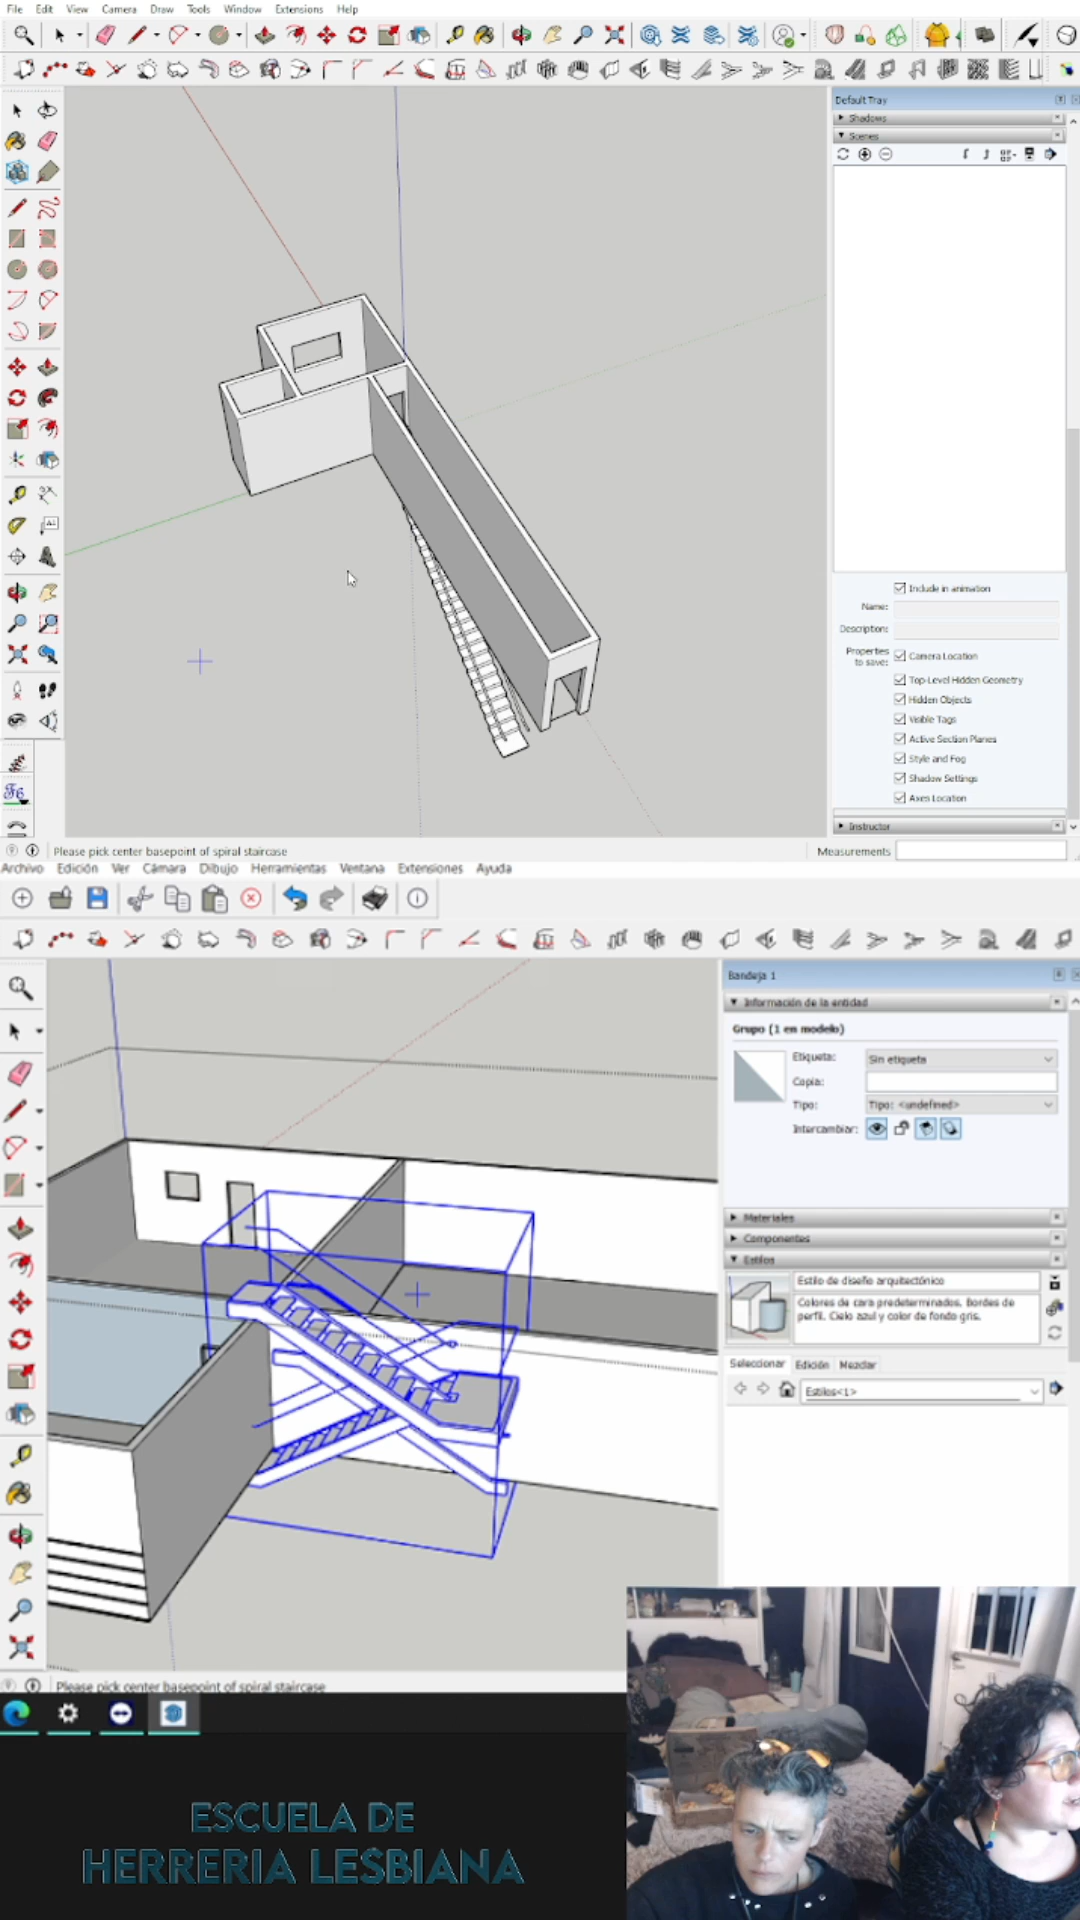 File Edit View Camera Draw Tools Window Extensions Help
Default Tray
Shadows
Scenes
Include in animation
Name:
Description:
Properties to save:
Camera Location
Top-Level Hidden Geometry
Hidden Objects
Visible Tags
Active Section Planes
Style and Fog
Shadow Settings
Axes Location
Instructor
Please pick center basepoint of spiral staircase
Measurements
Archivo Edición Ver Cámara Dibujo Herramientas Ventana Extensiones Ayuda
Bandeja 1
Información de la entidad
Grupo (1 en modelo)
Etiqueta: Sin etiqueta
Copia:
Tipo: Tipo: <undefined>
Intercambiar:
Materiales
Componentes
Estilos
Estilo de diseño arquitectónico
Colores de cara predeterminados. Bordes de
perfil. Cielo azul y color de fondo gris.
Seleccionar Edición Mezclar
Estilos<1>
Please pick center basepoint of spiral staircase
ESCUELA DE
HERRERIA LESBIANA